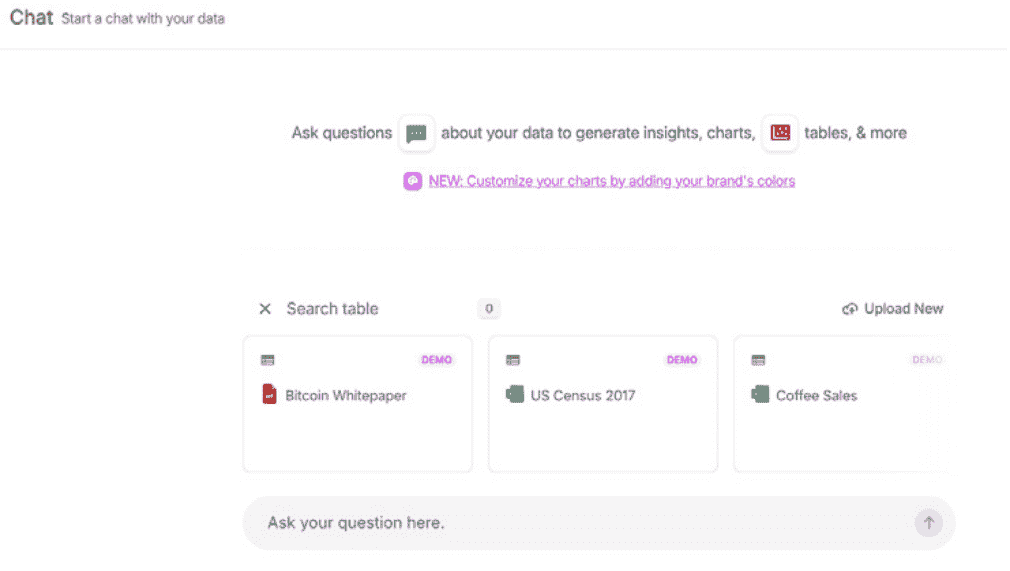 Chat Start a chat with your data
Ask questions about your data to generate insights, charts, tables, & more
NEW: Customize your charts by adding your brand's colors
Search table 0 Upload New
DEMO DEMO DEMO
Bitcoin Whitepaper US Census 2017 Coffee Sales
Ask your question here.